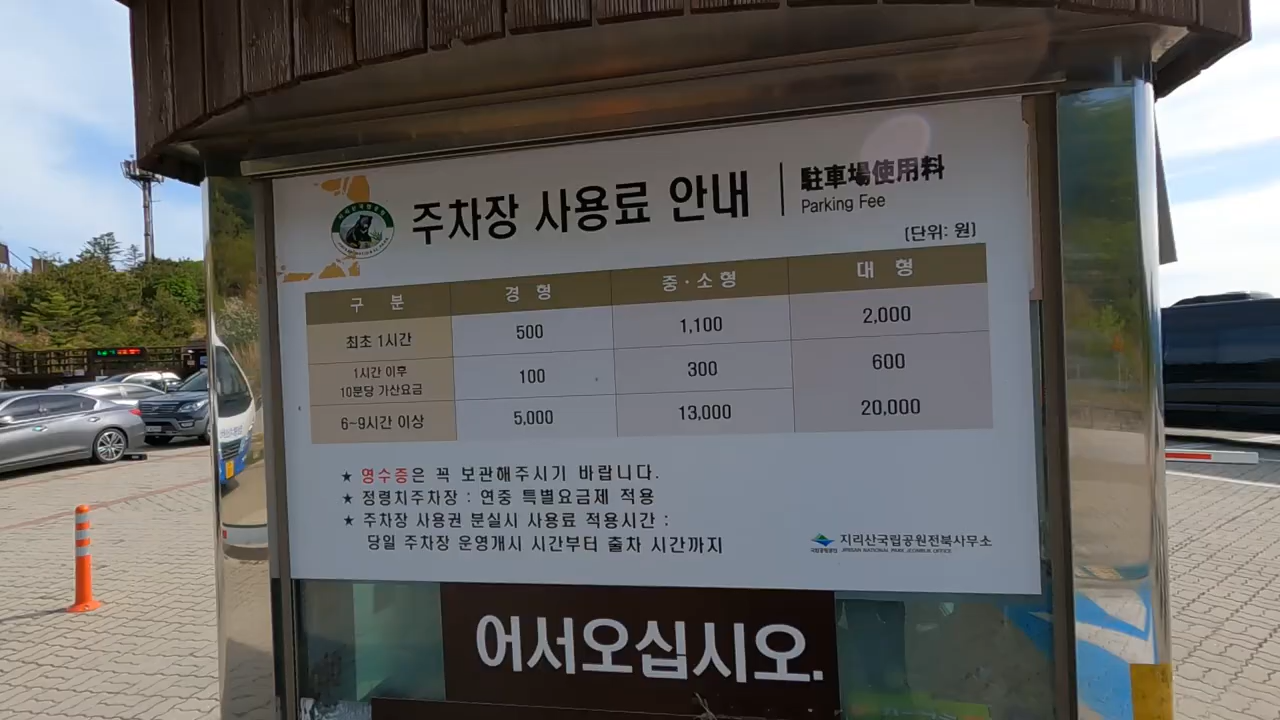 주차장 사용료 안내
駐車場使用料
Parking Fee
(단위: 원)
구 분 경 형 중·소형 대 형
최초 1시간 500 1,100 2,000
1시간 이후
10분당 가산요금 100 300 600
6~9시간 이상 5,000 13,000 20,000
★ 영수증은 꼭 보관해주시기 바랍니다.
★ 정령치주차장 : 연중 특별요금제 적용
★ 주차장 사용권 분실시 사용료 적용시간 :
당일 주차장 운영개시 시간부터 출차 시간까지
국립공원공단 지리산국립공원전북사무소
JIRISAN NATIONAL PARK JEONBUK OFFICE
어서오십시오.